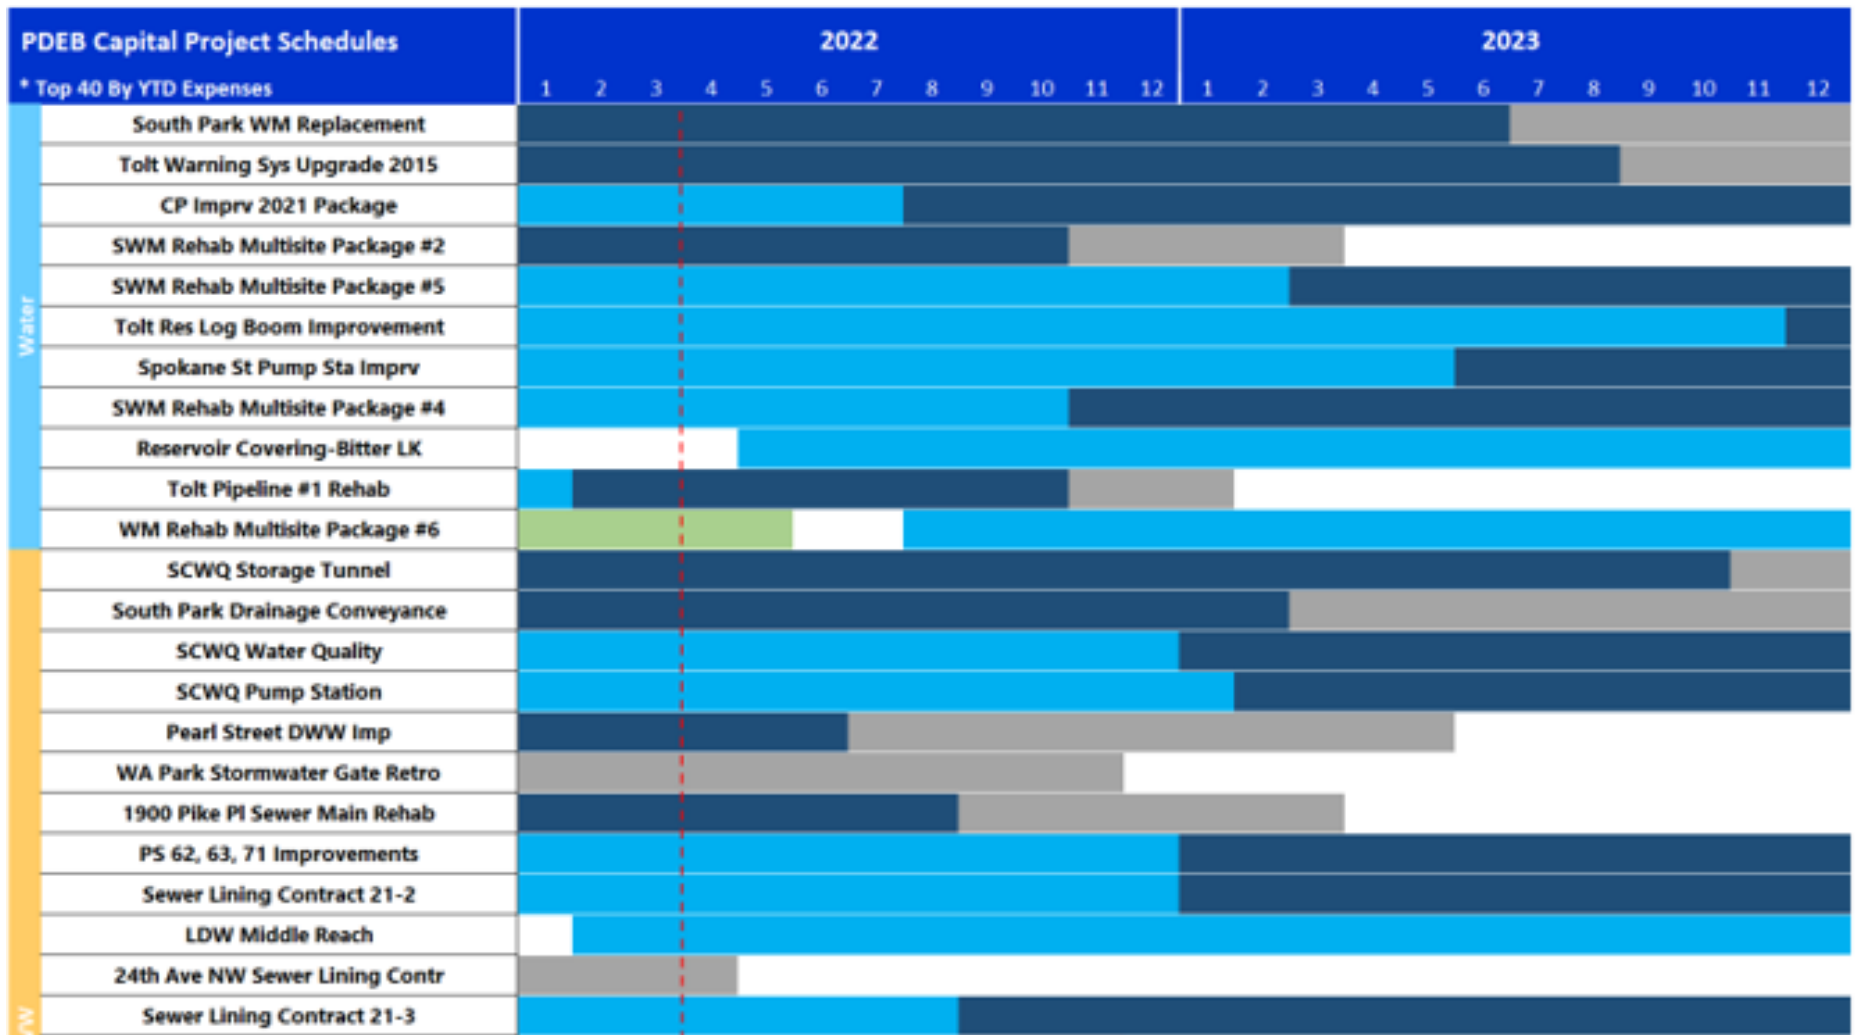 PDEB Capital Project Schedules
2022
2023
* Top 40 By YTD Expenses
1 2 3 4 5 6 7 8 9 10 11 12 1 2 3 4 5 6 7 8 9 10 11 12
Water
South Park WM Replacement
Tolt Warning Sys Upgrade 2015
CP Imprv 2021 Package
SWM Rehab Multisite Package #2
SWM Rehab Multisite Package #5
Tolt Res Log Boom Improvement
Spokane St Pump Sta Imprv
SWM Rehab Multisite Package #4
Reservoir Covering-Bitter LK
Tolt Pipeline #1 Rehab
WM Rehab Multisite Package #6
SCWQ Storage Tunnel
South Park Drainage Conveyance
SCWQ Water Quality
SCWQ Pump Station
Pearl Street DWW Imp
WA Park Stormwater Gate Retro
1900 Pike Pl Sewer Main Rehab
PS 62, 63, 71 Improvements
Sewer Lining Contract 21-2
LDW Middle Reach
24th Ave NW Sewer Lining Contr
Sewer Lining Contract 21-3